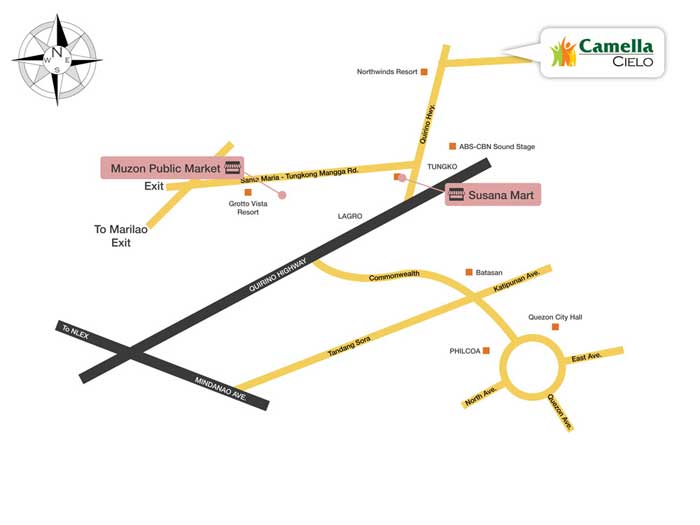 N
W
E
S
Camella
CIELO
Northwinds Resort
Quirino Hwy.
ABS-CBN Sound Stage
TUNGKO
Muzon Public Market
Santa Maria - Tungkong Mangga Rd.
Exit
Susana Mart
Grotto Vista
Resort
LAGRO
To Marilao
Exit
QUIRINO HIGHWAY
Commonwealth
Batasan
Katipunan Ave.
Quezon City Hall
To NLEX
Tandang Sora
PHILCOA
East Ave.
MINDANAO AVE.
North Ave.
Quezon Ave.